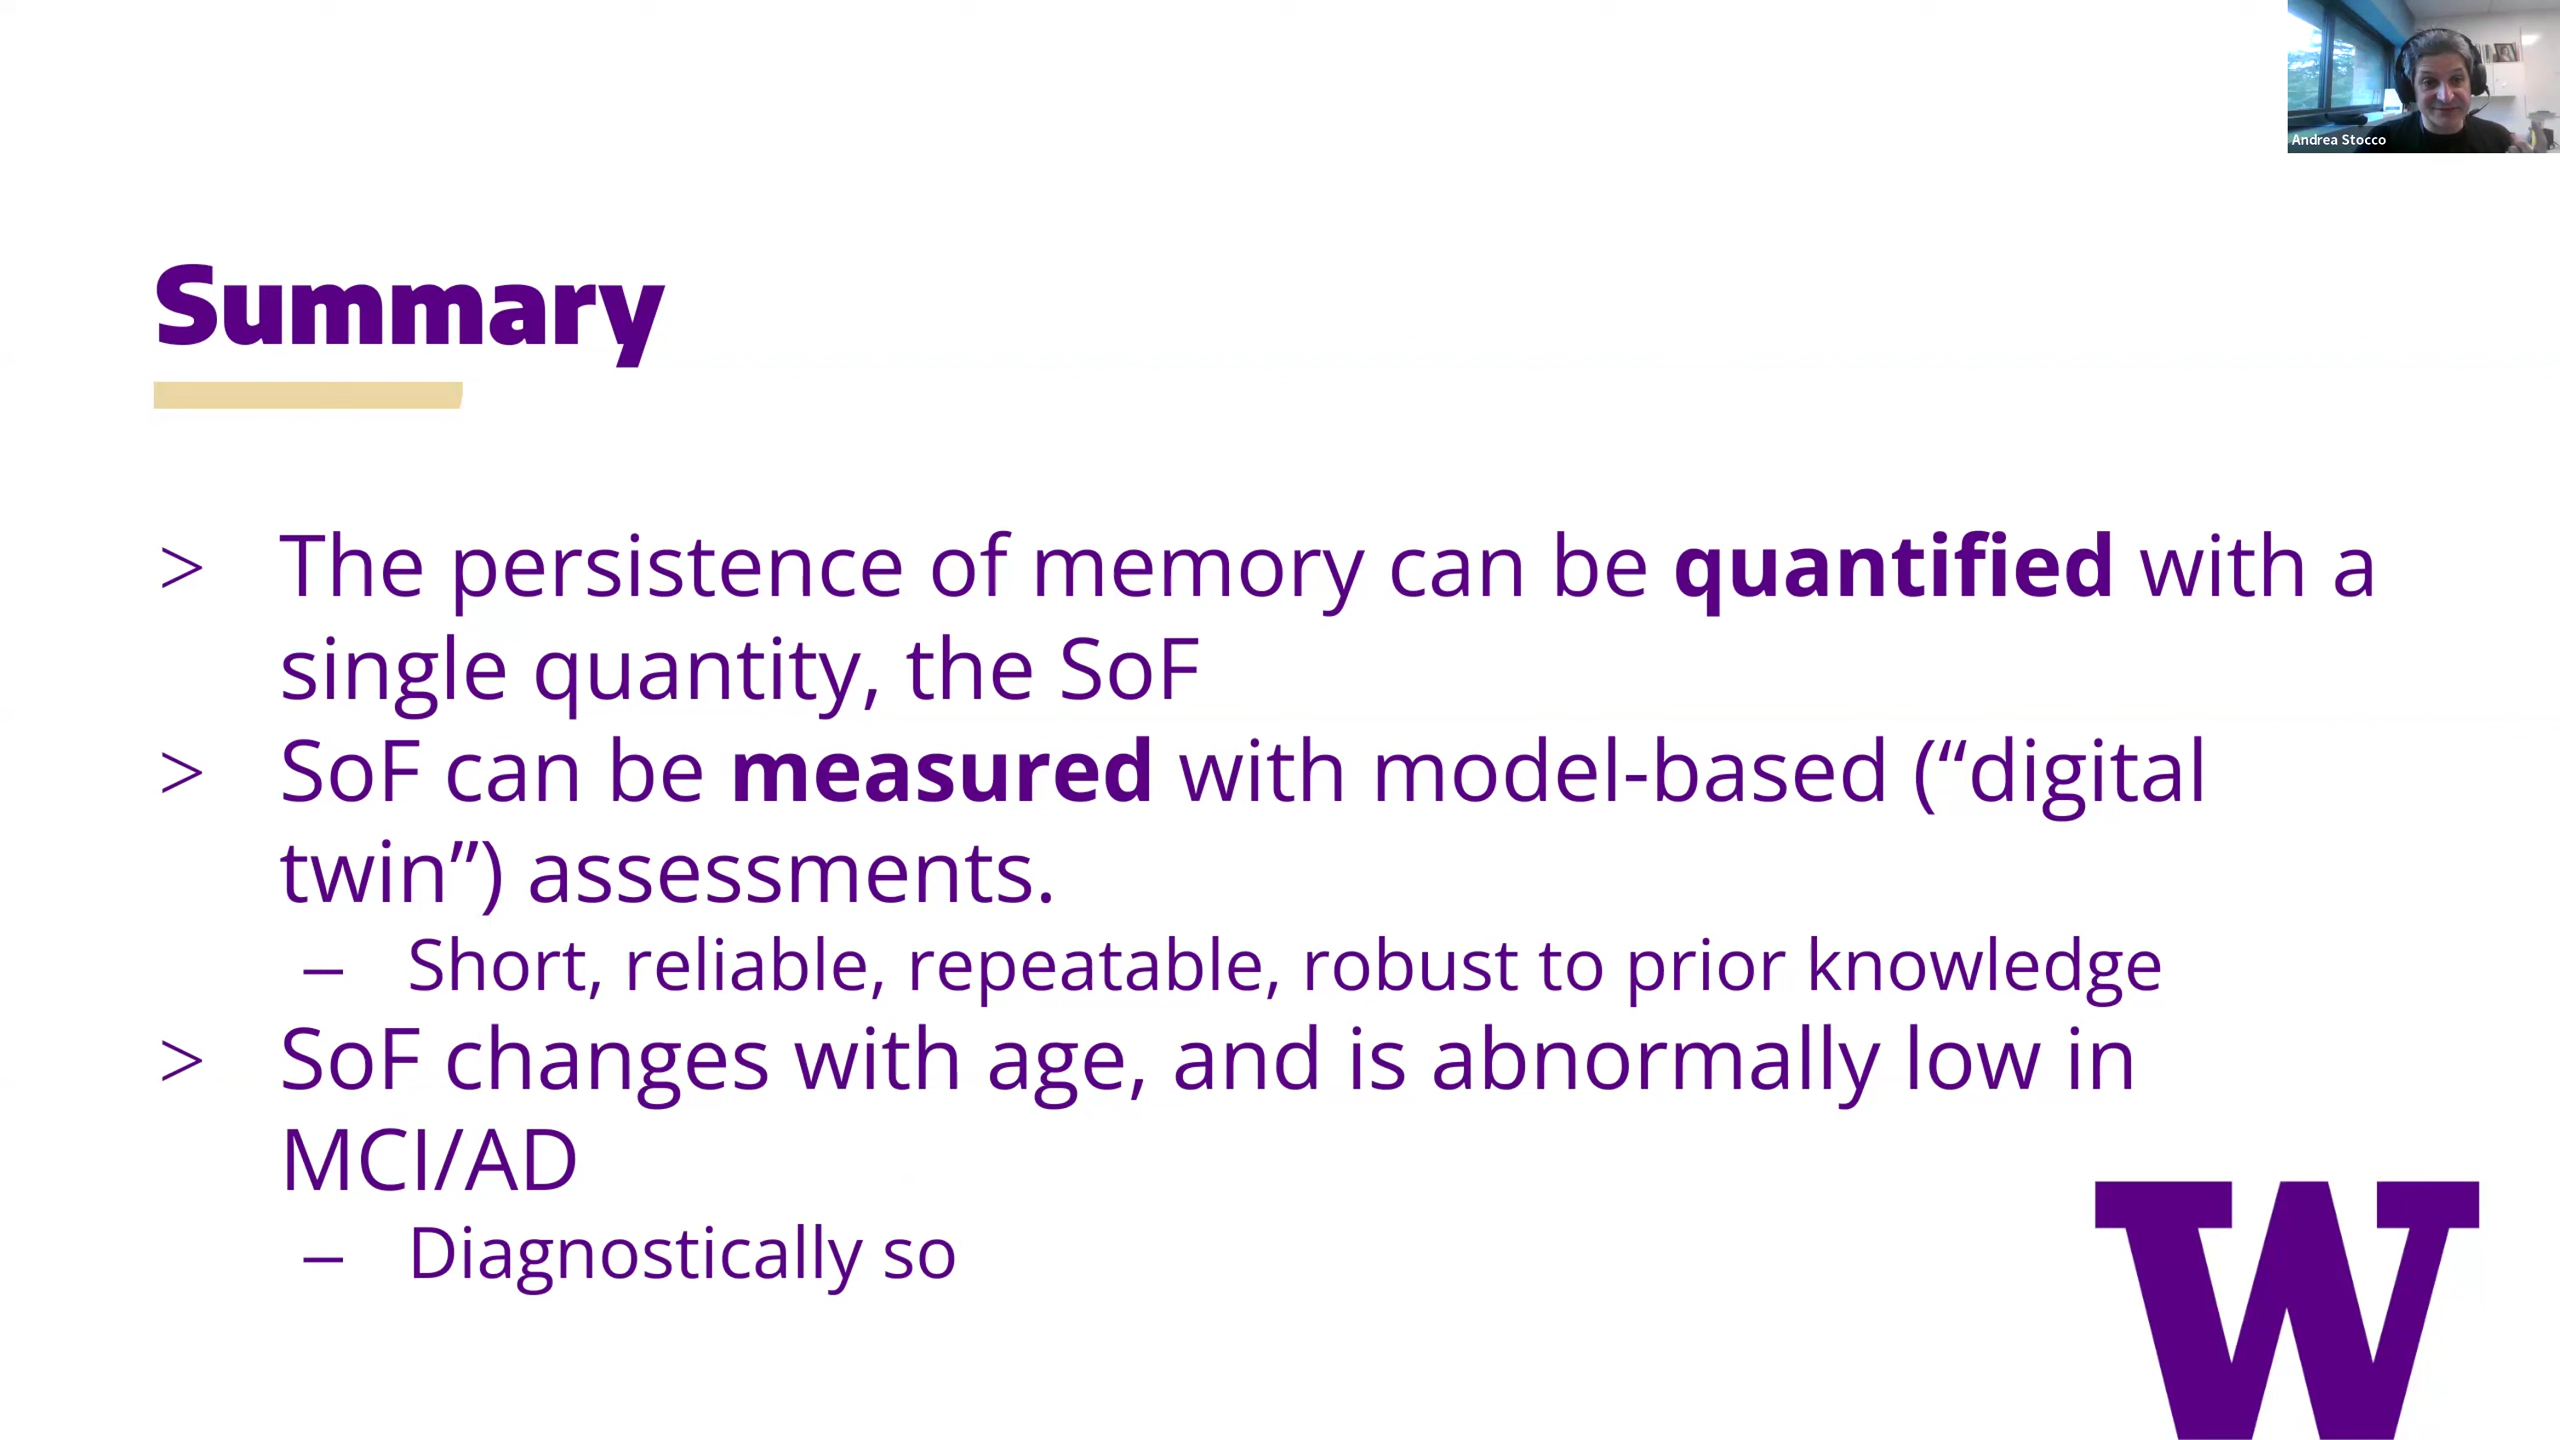 Andrea Stocco
Summary
> The persistence of memory can be quantified with a
single quantity, the SoF
> SoF can be measured with model-based (“digital
twin”) assessments.
– Short, reliable, repeatable, robust to prior knowledge
> SoF changes with age, and is abnormally low in
MCI/AD
– Diagnostically so
W